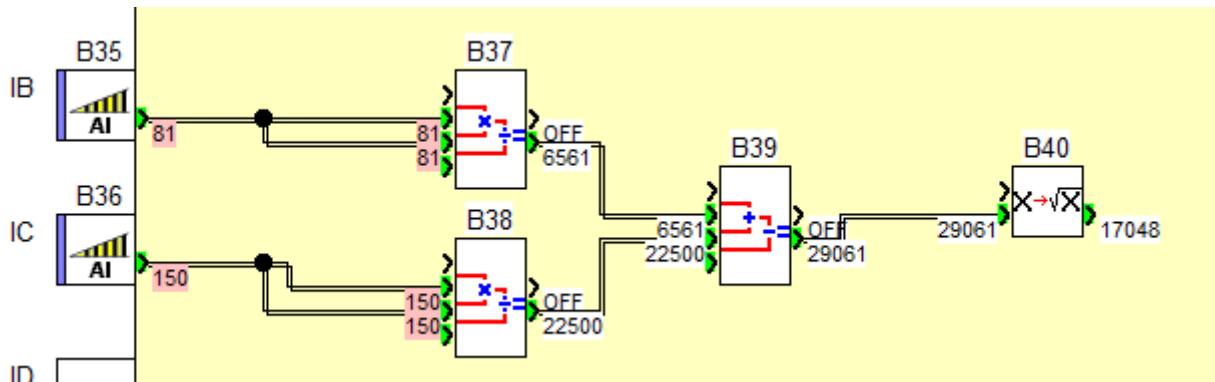 B35
IB
AI
81
B37
81
81
×
÷
=
OFF
6561
B36
IC
AI
150
B38
150
150
×
÷
=
OFF
22500
B39
6561
22500
+
−
=
OFF
29061
B40
29061
X→√X
17048
ID